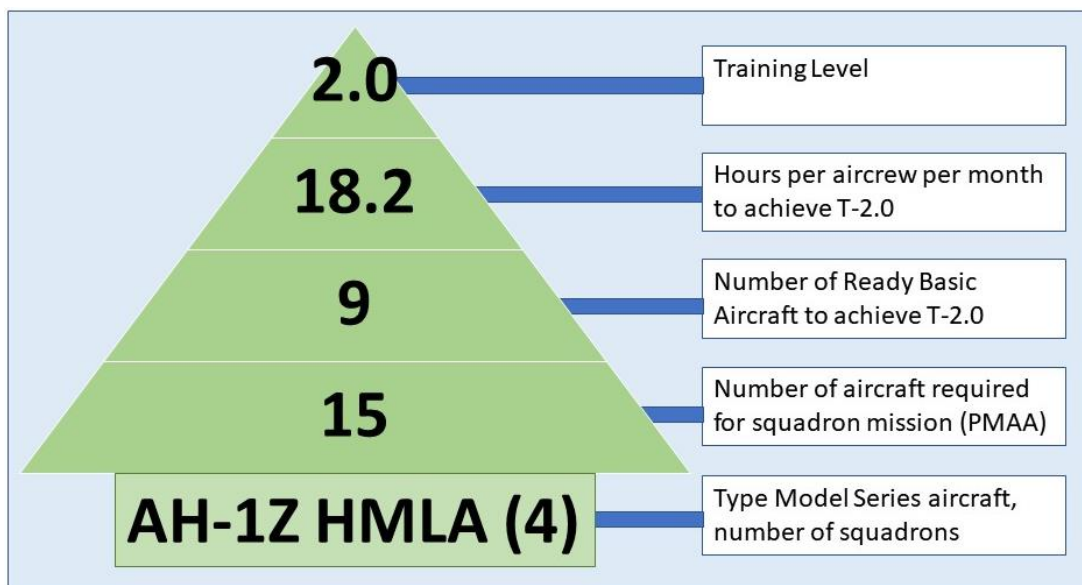 2.0
Training Level
18.2
Hours per aircrew per month
to achieve T-2.0
9
Number of Ready Basic
Aircraft to achieve T-2.0
15
Number of aircraft required
for squadron mission (PMAA)
AH-1Z HMLA (4)
Type Model Series aircraft,
number of squadrons